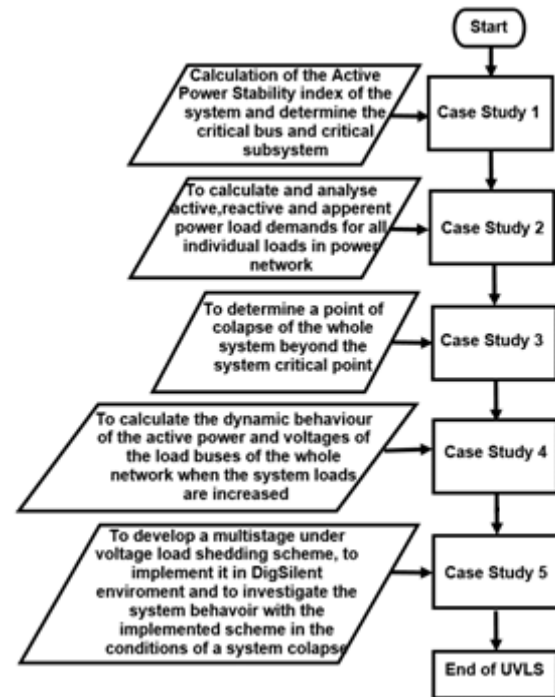 Start
Calculation of the Active
Power Stability index of the
system and determine the
critical bus and critical
subsystem
Case Study 1
To calculate and analyse
active,reactive and apperent
power load demands for all
individual loads in power
network
Case Study 2
To determine a point of
colapse of the whole
system beyond the
system critical point
Case Study 3
To calculate the dynamic behaviour
of the active power and voltages of
the load buses of the whole
network when the system loads
are increased
Case Study 4
To develop a multistage under
voltage load shedding scheme, to
implement it in DigSilent
enviroment and to investigate the
system behavoir with the
implemented scheme in the
conditions of a system collapse
Case Study 5
End of UVLS